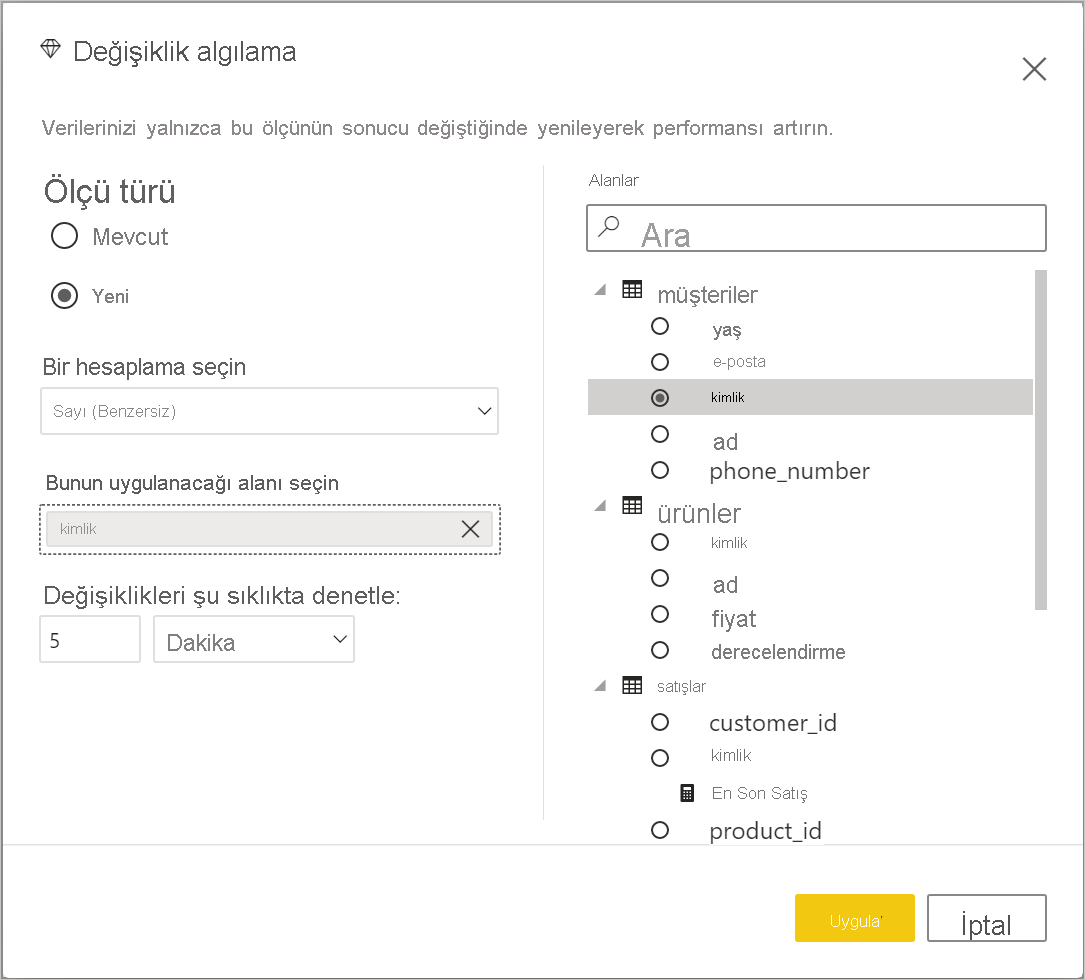 Değişiklik algılama
Verilerinizi yalnızca bu ölçünün sonucu değiştiğinde yenileyerek performansı artırın.
Ölçü türü
Mevcut
Yeni
Bir hesaplama seçin
Sayı (Benzersiz)
Bunun uygulanacağı alanı seçin
kimlik
Değişiklikleri şu sıklıkta denetle:
5 Dakika
Alanlar
Ara
müşteriler
yaş
e-posta
kimlik
ad
phone_number
ürünler
kimlik
ad
fiyat
derecelendirme
satışlar
customer_id
kimlik
En Son Satış
product_id
Uygula
İptal